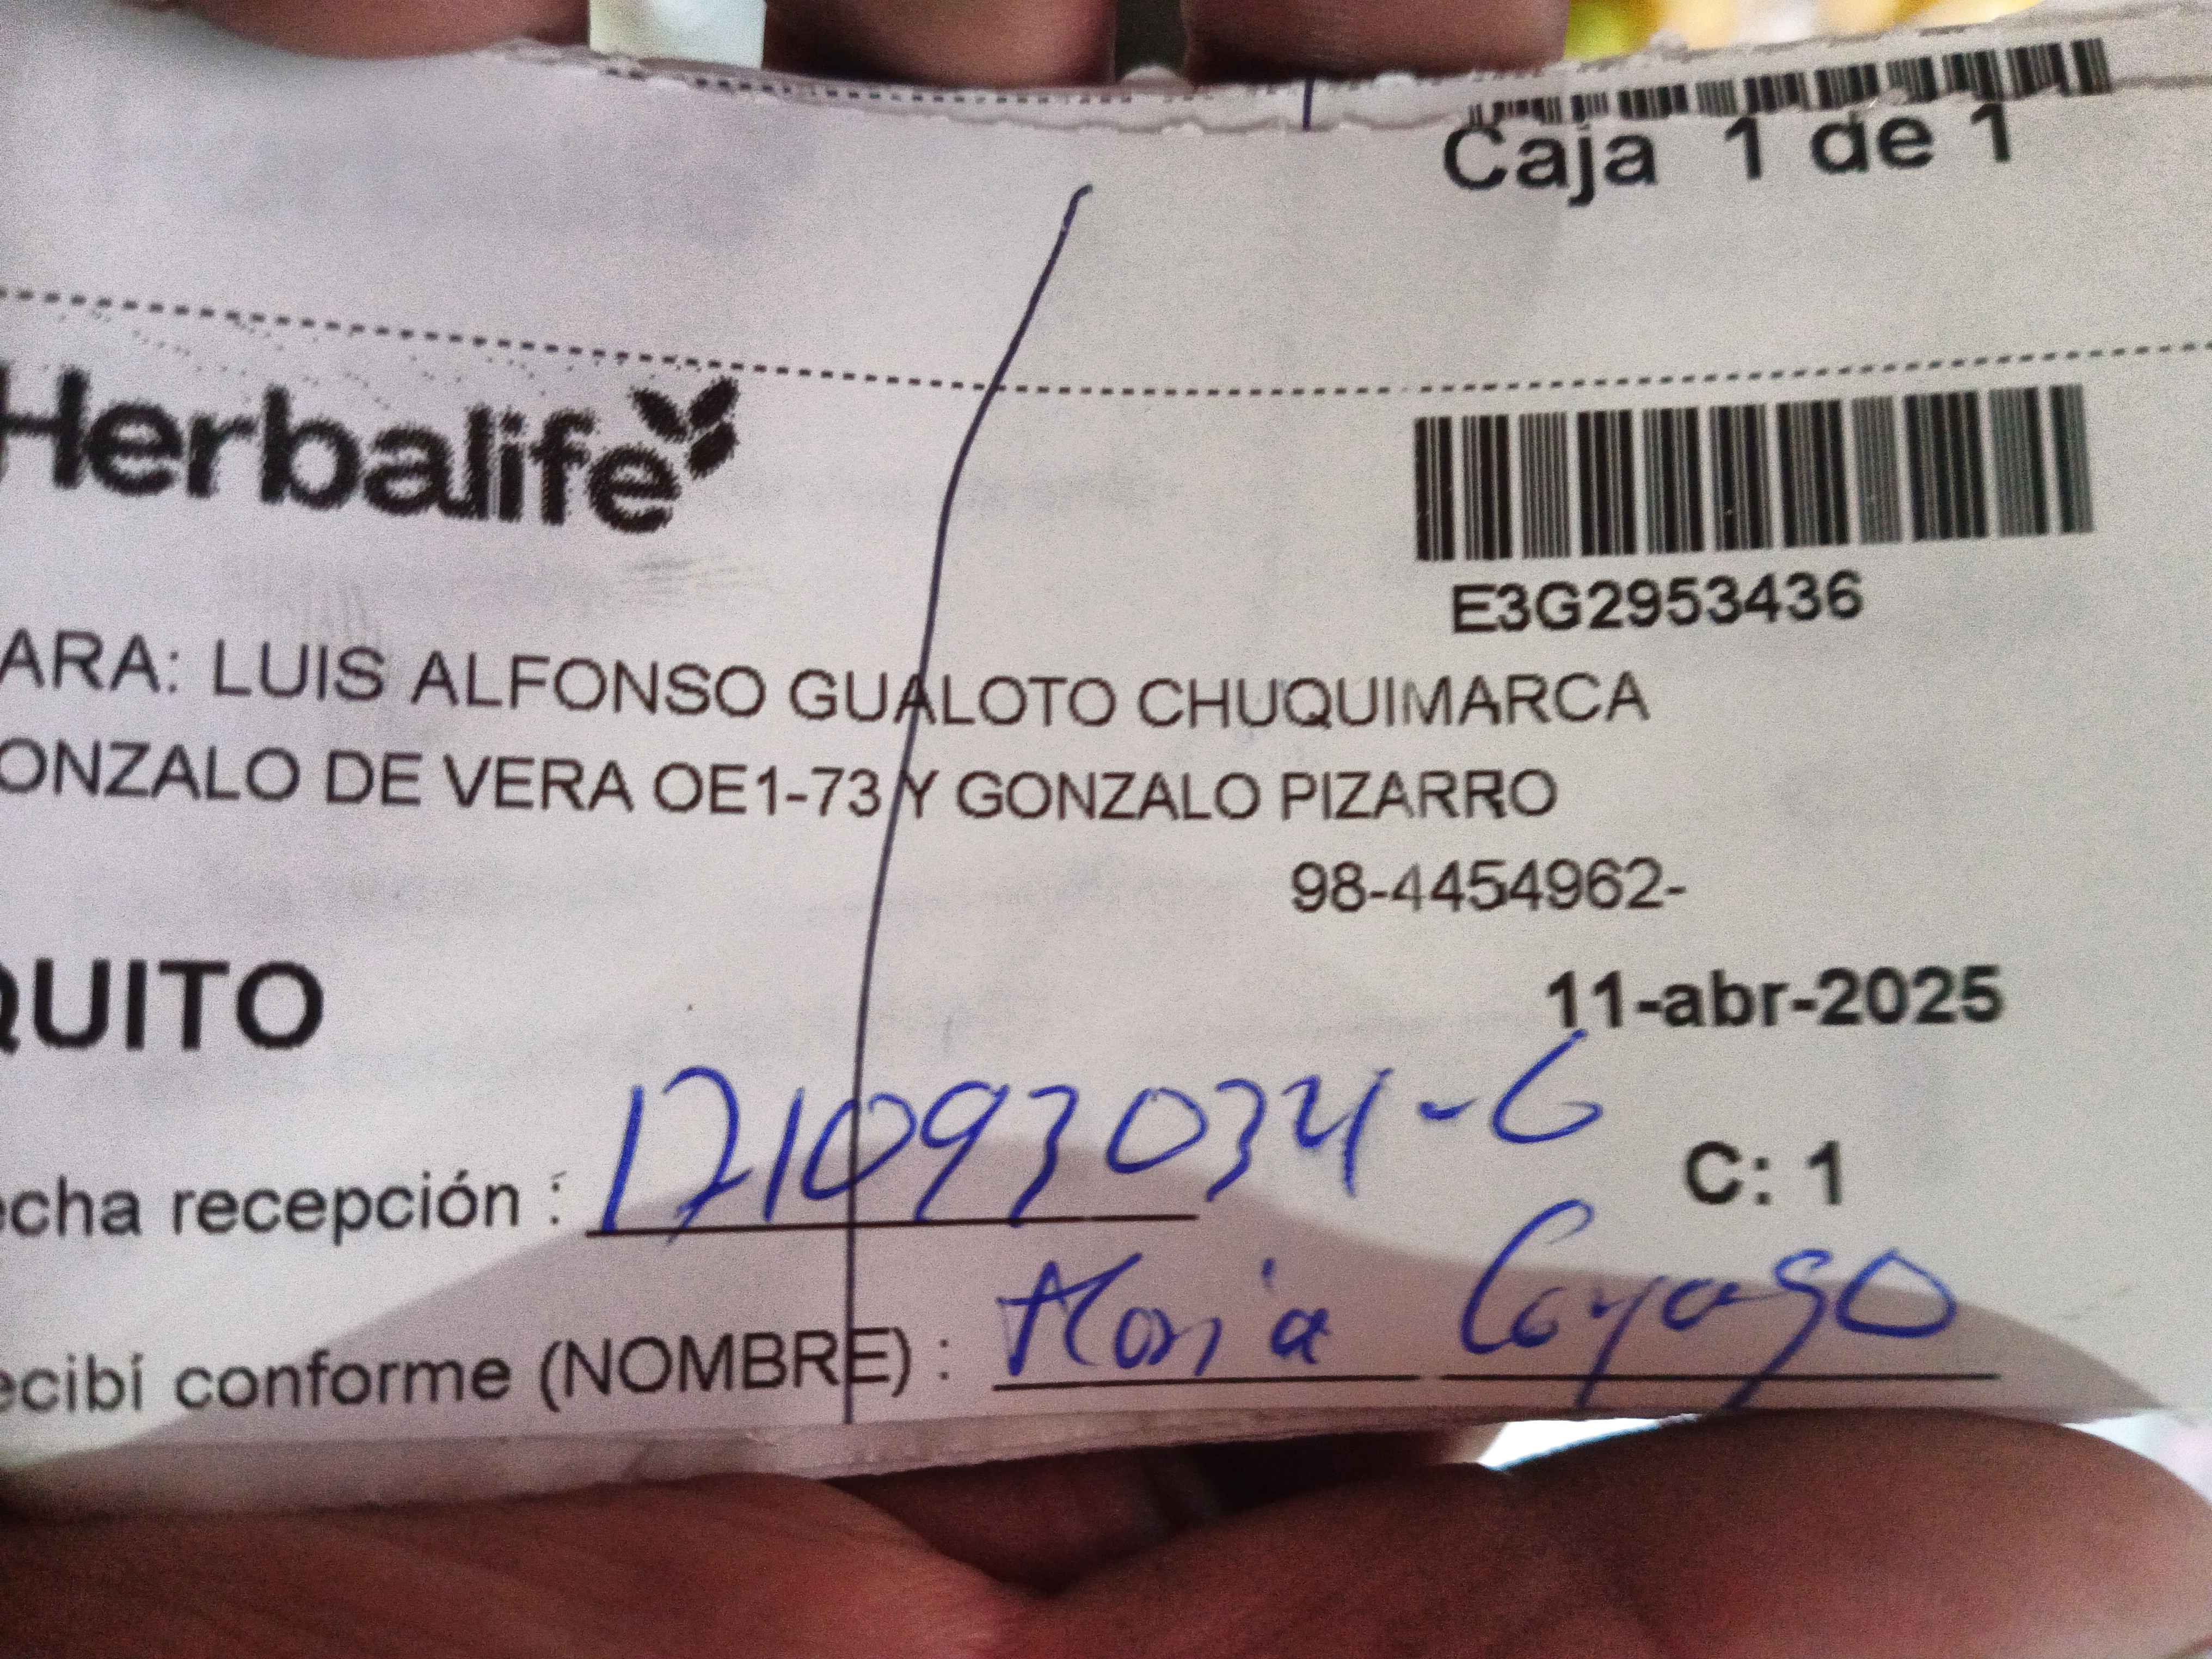 Caja 1 de 1
Herbalife
E3G2953436
ARA: LUIS ALFONSO GUALOTO CHUQUIMARCA
ONZALO DE VERA OE1-73 Y GONZALO PIZARRO
98-4454962-
QUITO
11-abr-2025
echa recepción : 171093034-6
C: 1
ecibí conforme (NOMBRE) :